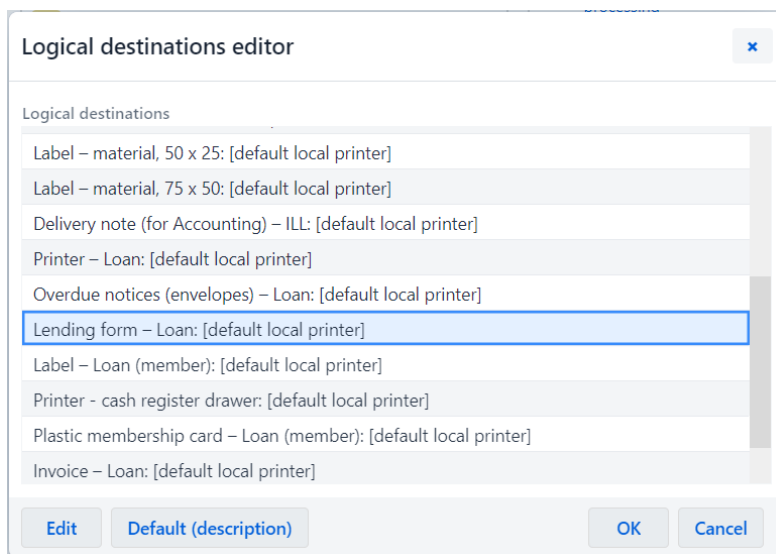 Logical destinations editor
Logical destinations
Label – material, 50 x 25: [default local printer]
Label – material, 75 x 50: [default local printer]
Delivery note (for Accounting) – ILL: [default local printer]
Printer – Loan: [default local printer]
Overdue notices (envelopes) – Loan: [default local printer]
Lending form – Loan: [default local printer]
Label – Loan (member): [default local printer]
Printer - cash register drawer: [default local printer]
Plastic membership card – Loan (member): [default local printer]
Invoice – Loan: [default local printer]
Edit Default (description) OK Cancel